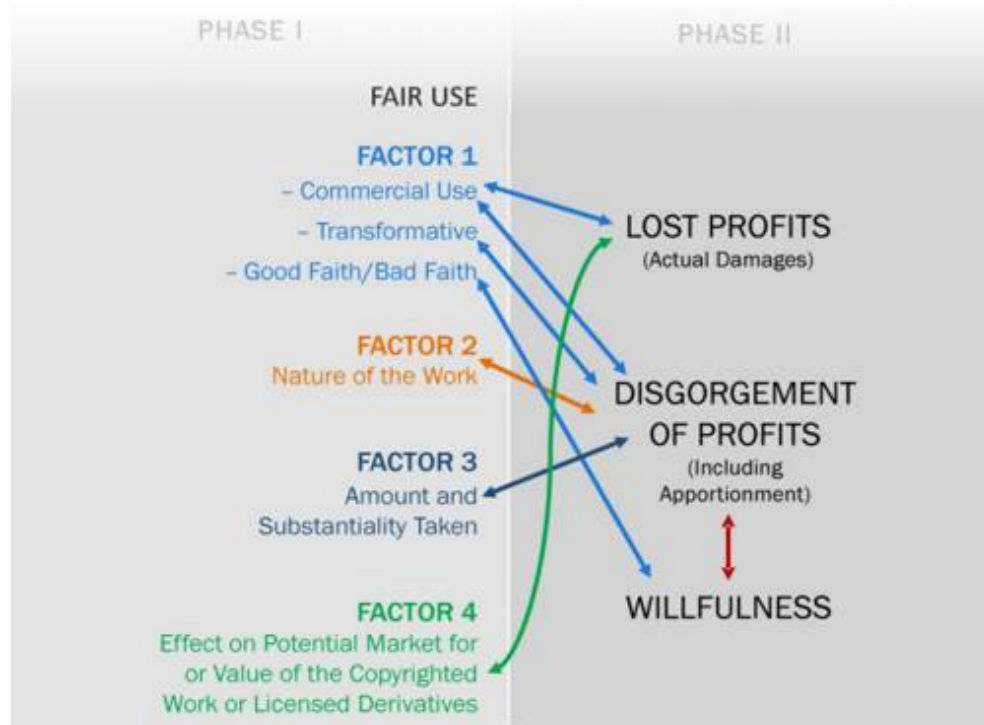 PHASE I
FAIR USE
FACTOR 1
– Commercial Use
– Transformative
– Good Faith/Bad Faith
FACTOR 2
Nature of the Work
FACTOR 3
Amount and
Substantiality Taken
FACTOR 4
Effect on Potential Market for
or Value of the Copyrighted
Work or Licensed Derivatives
PHASE II
LOST PROFITS
(Actual Damages)
DISGORGEMENT
OF PROFITS
(Including
Apportionment)
WILLFULNESS